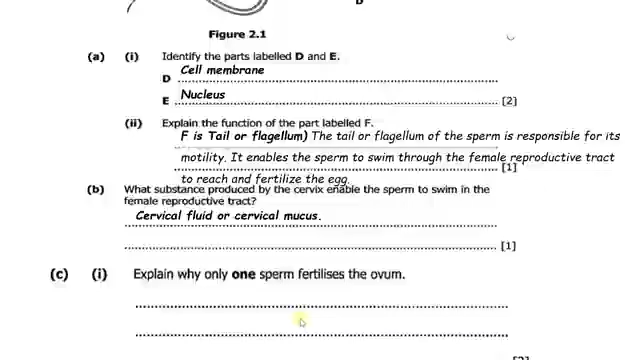 D
Figure 2.1
(a) (i) Identify the parts labelled D and E.
Cell membrane
D
Nucleus
E [2]
(ii) Explain the function of the part labelled F.
F is Tail or flagellum) The tail or flagellum of the sperm is responsible for its
motility. It enables the sperm to swim through the female reproductive tract
[1]
to reach and fertilize the egg.
(b) What substance produced by the cervix enable the sperm to swim in the
female reproductive tract?
Cervical fluid or cervical mucus.
[1]
(c) (i) Explain why only one sperm fertilises the ovum.